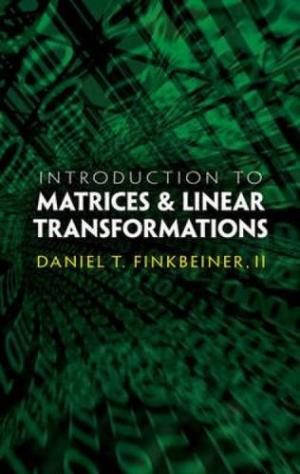 INTRODUCTION TO
MATRICES & LINEAR
TRANSFORMATIONS
DANIEL T. FINKBEINER, II